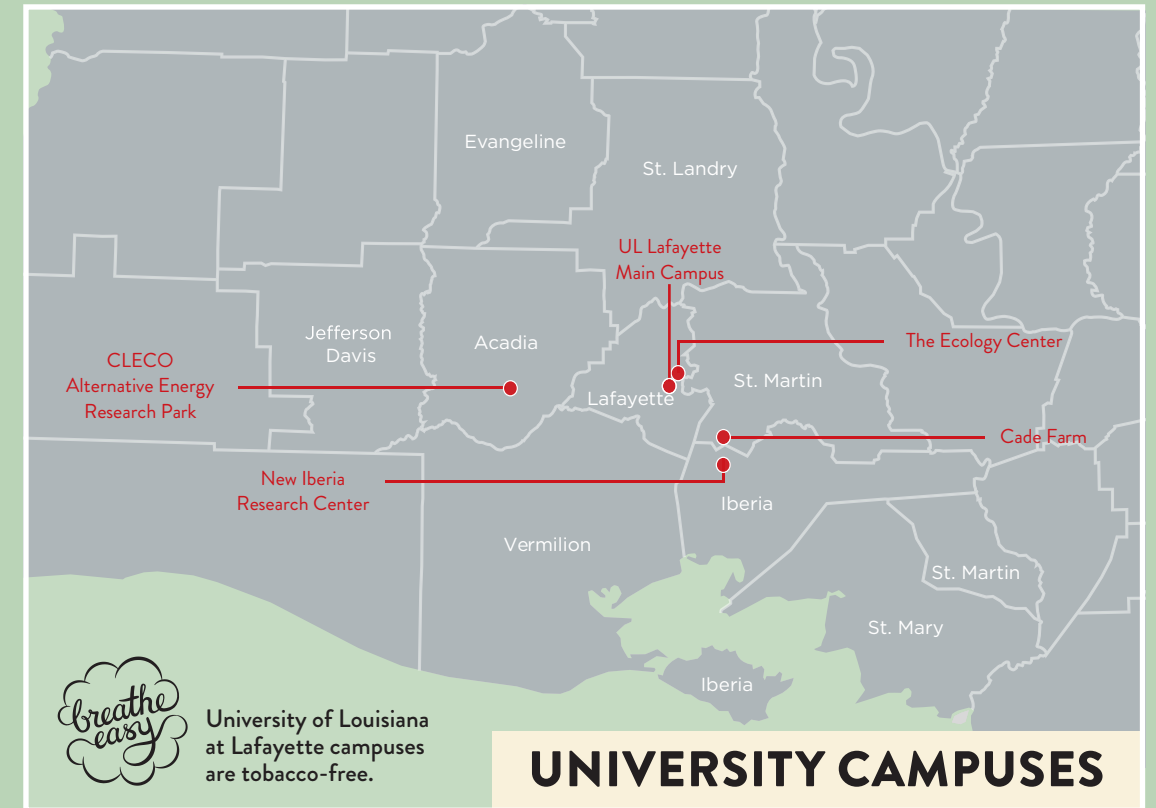 Evangeline
St. Landry
UL Lafayette
Main Campus
Jefferson
Davis
Acadia
The Ecology Center
CLECO
Alternative Energy
Research Park
St. Martin
Lafayette
Cade Farm
New Iberia
Research Center
Iberia
Vermilion
St. Martin
St. Mary
Iberia
breathe
easy
University of Louisiana
at Lafayette campuses
are tobacco-free.
UNIVERSITY CAMPUSES